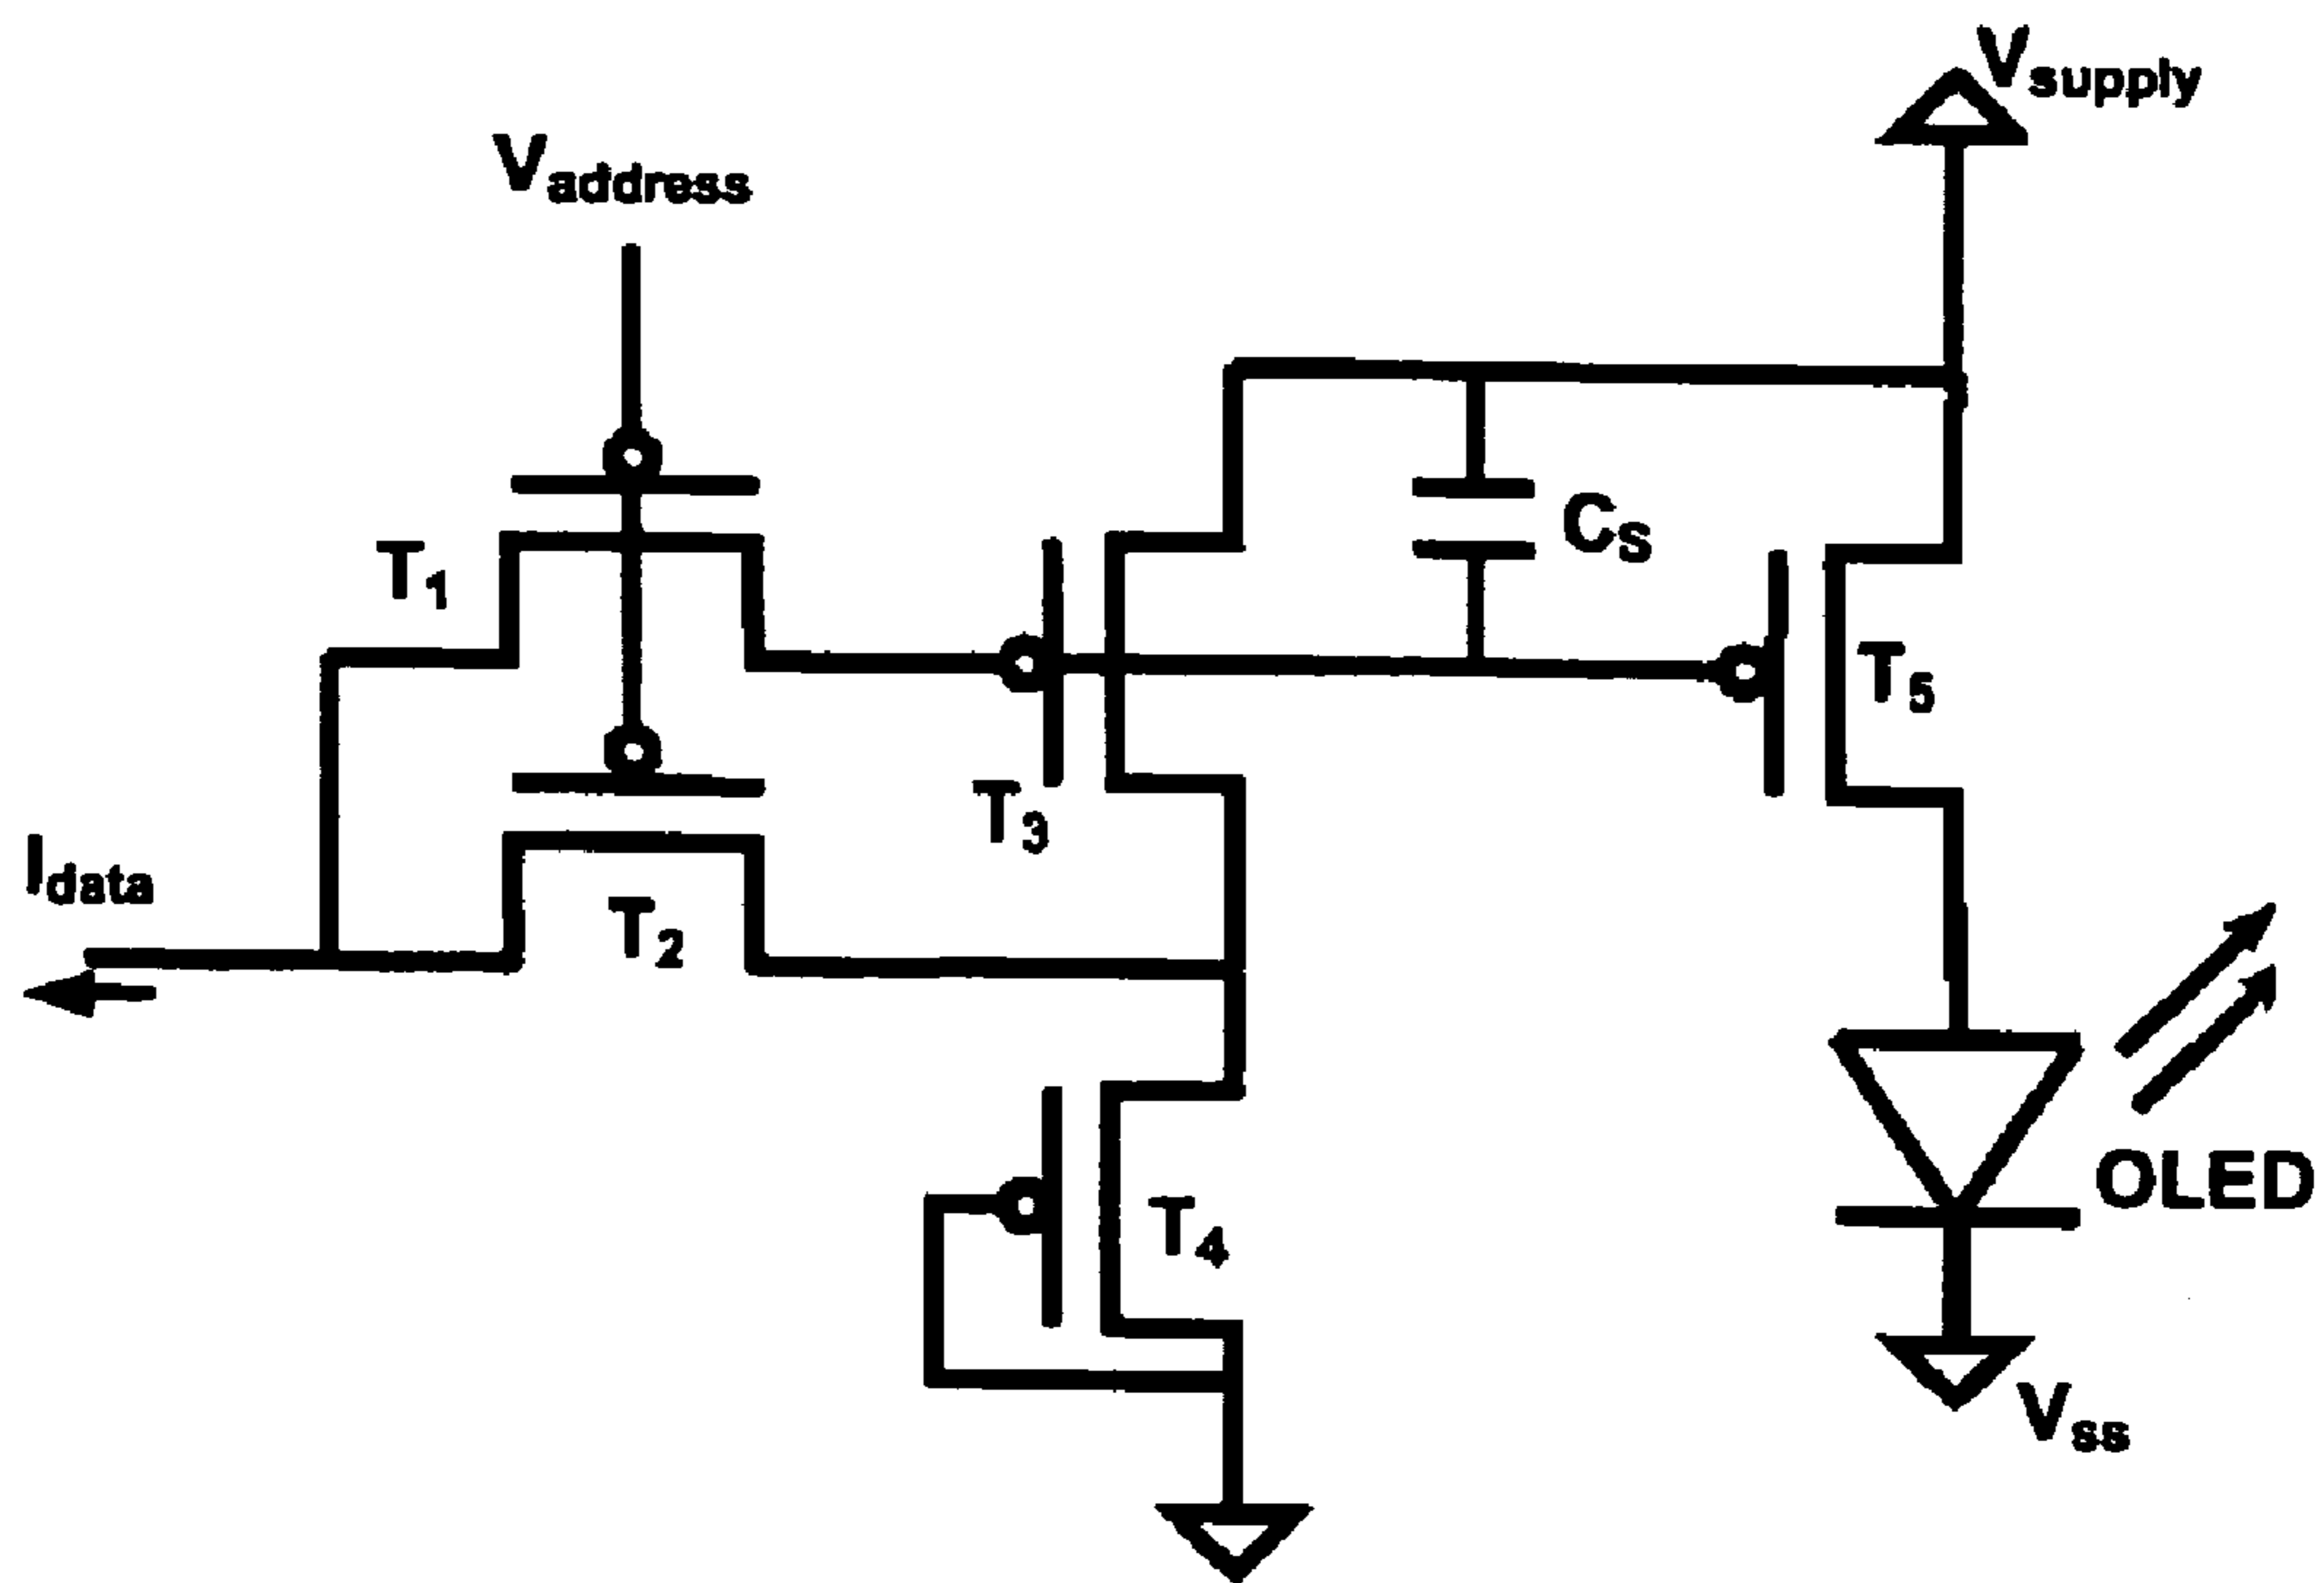 Vsupply
Vaddress
Cs
T1
T5
T3
Idata
T2
OLED
T4
Vss